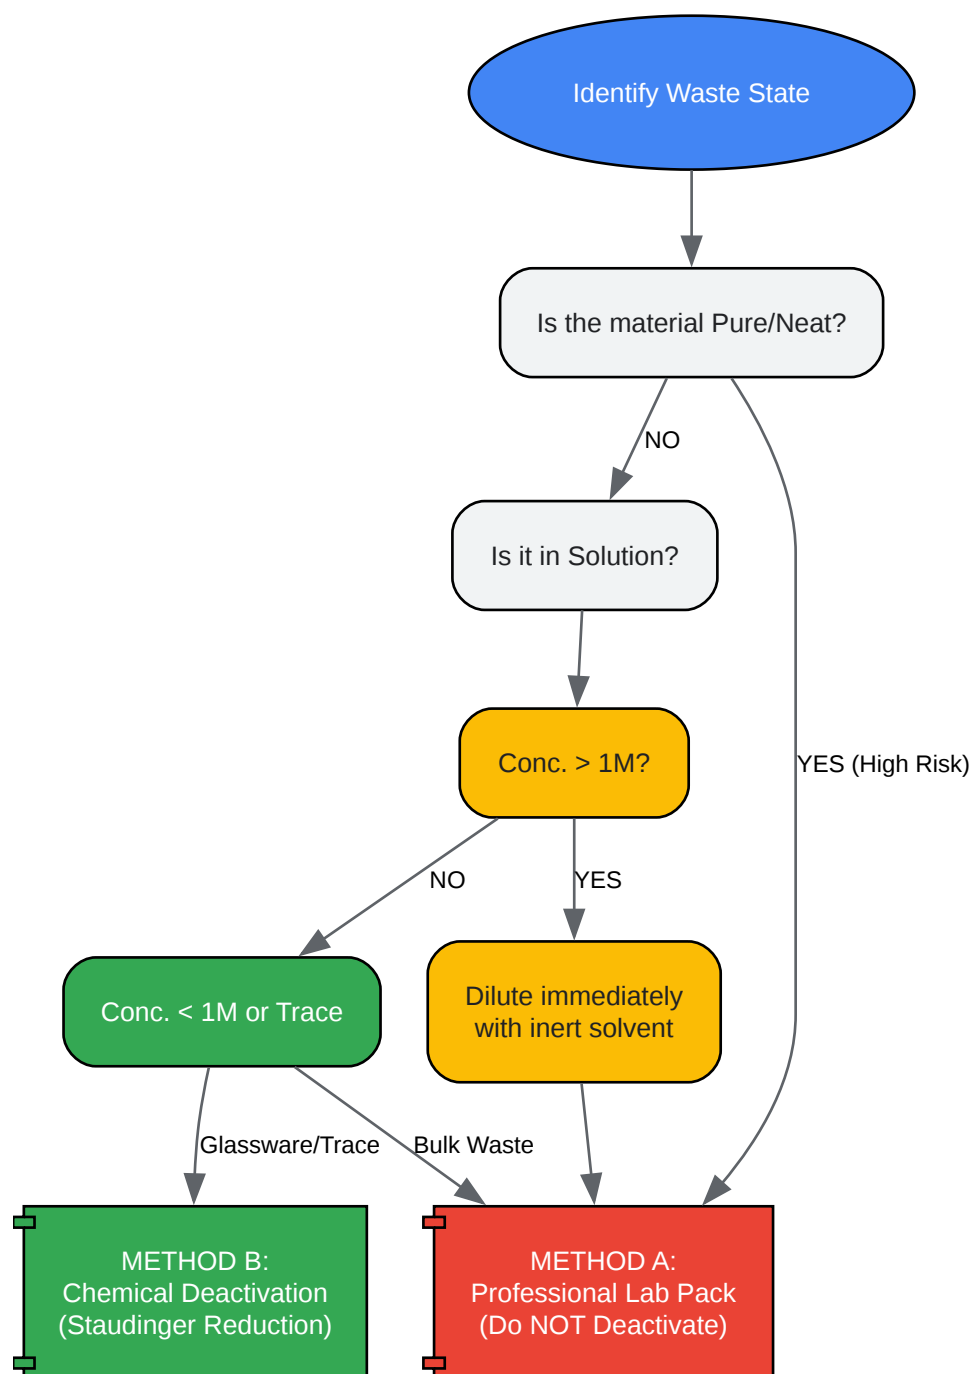 Identify Waste State
Is the material Pure/Neat?
NO
Is it in Solution?
Conc. > 1M?
YES (High Risk)
NO
YES
Conc. < 1M or Trace
Dilute immediately
with inert solvent
Glassware/Trace
Bulk Waste
METHOD B:
Chemical Deactivation
(Staudinger Reduction)
METHOD A:
Professional Lab Pack
(Do NOT Deactivate)